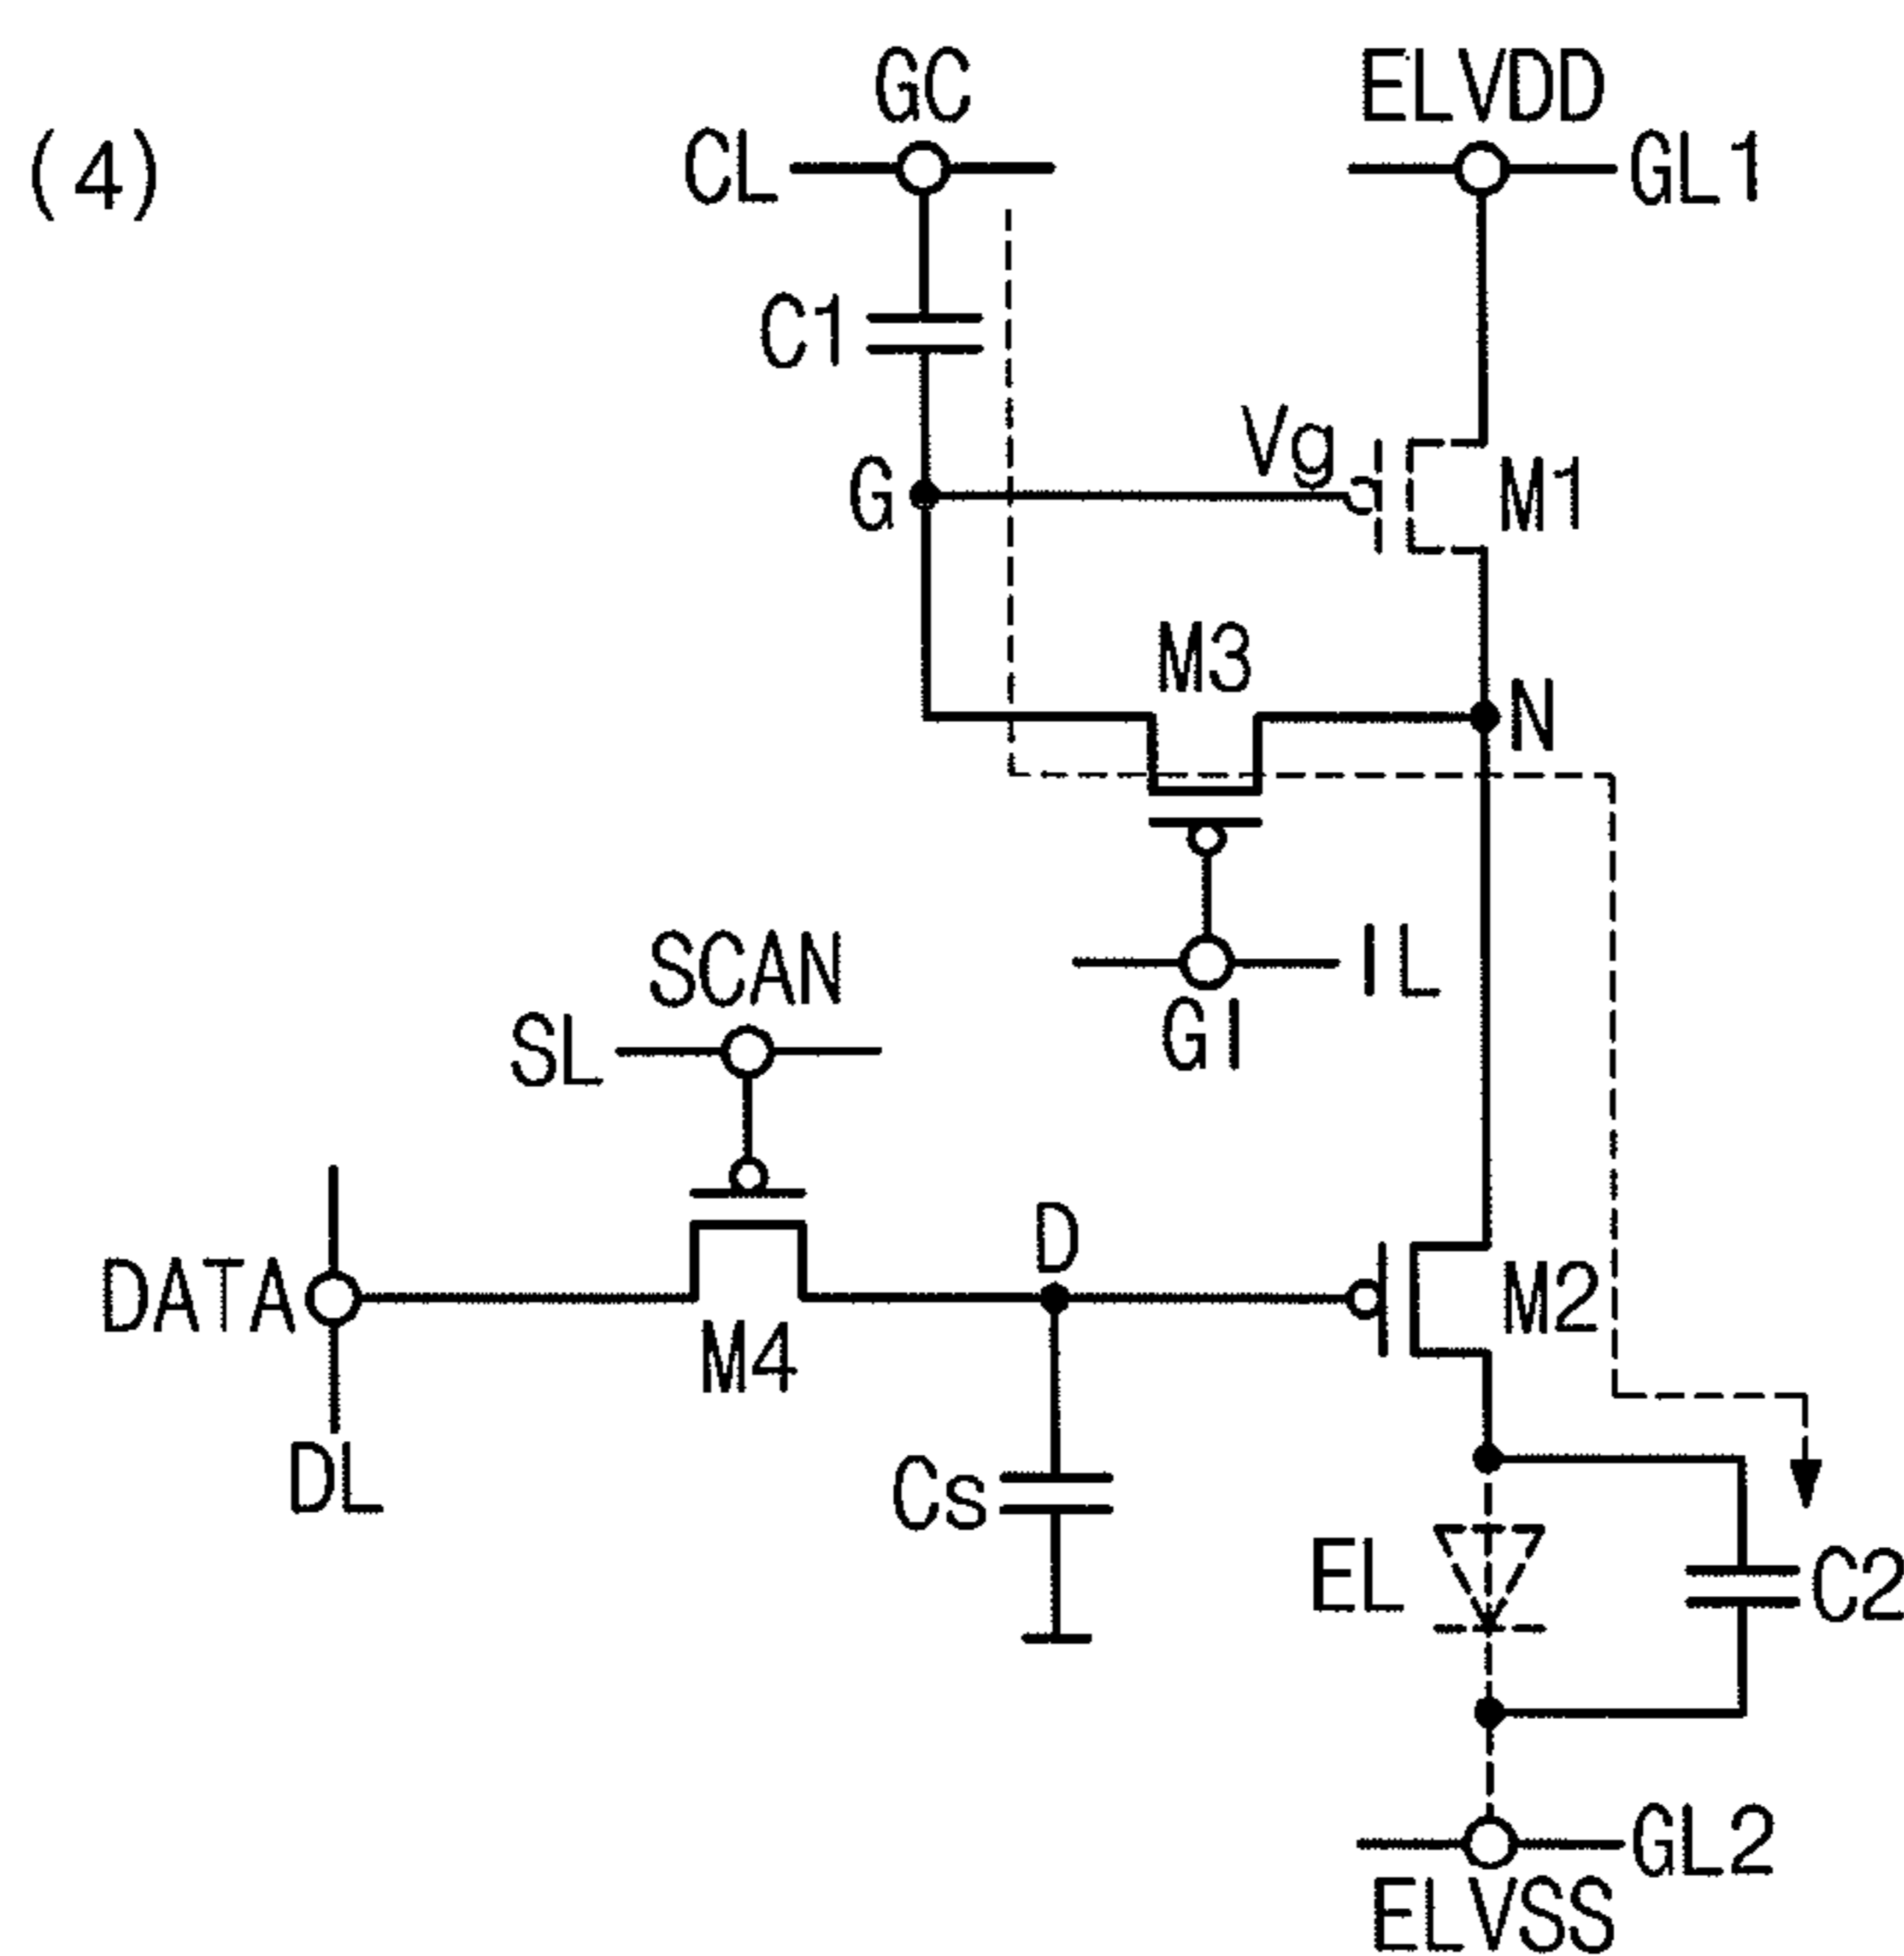 (4)
GC
ELVDD
CL
GL1
C1
Vg
G
M1
M3
N
SCAN
IL
SL
GI
D
DATA
M2
M4
DL
Cs
EL
C2
GL2
ELVSS